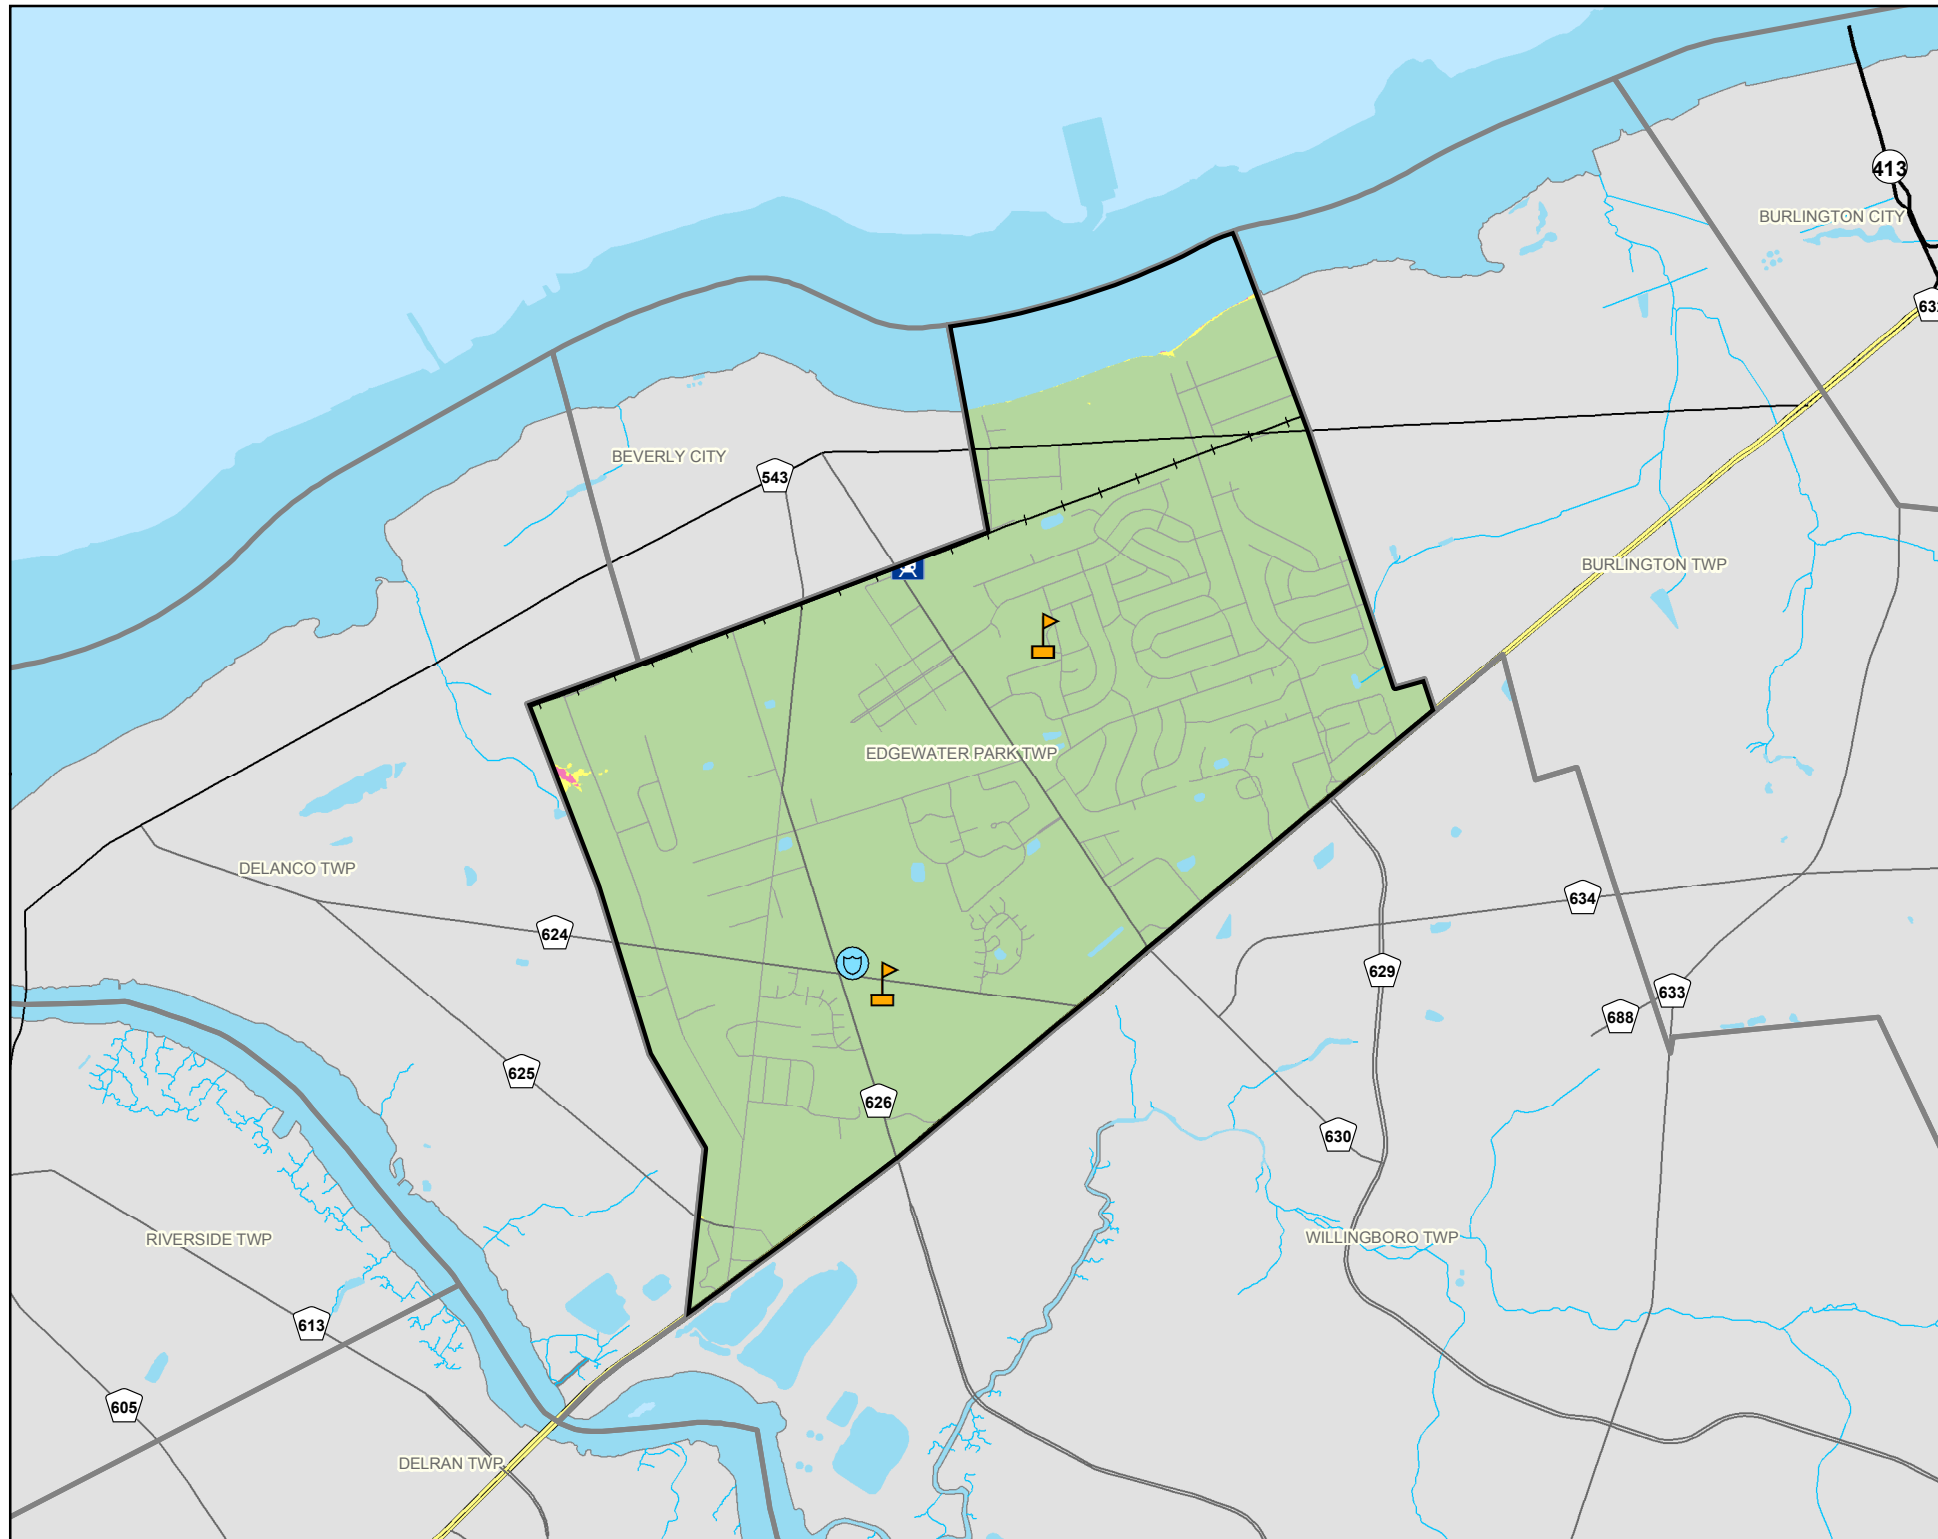 413
BURLINGTON CITY
BEVERLY CITY
543
BURLINGTON TWP
EDGEWATER PARK TWP
DELANCO TWP
634
624
629
633
688
625
626
630
RIVERSIDE TWP
WILLINGBORO TWP
613
605
DELRAN TWP